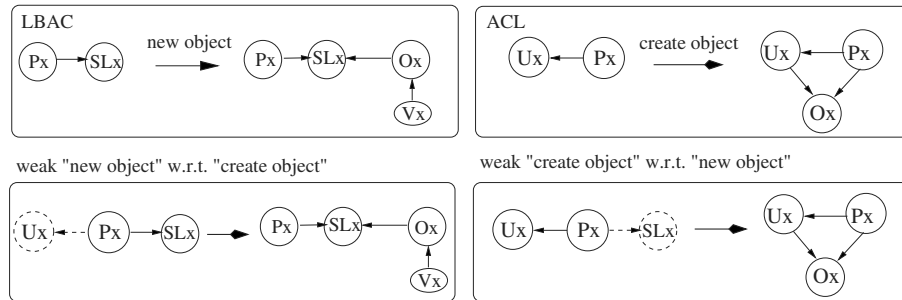 LBAC
Px SLx new object Px SLx Ox Vx
ACL
Ux Px create object Ux Px Ox
weak "new object" w.r.t. "create object"
Ux Px SLx Px SLx Ox Vx
weak "create object" w.r.t. "new object"
Ux Px SLx Ux Px Ox